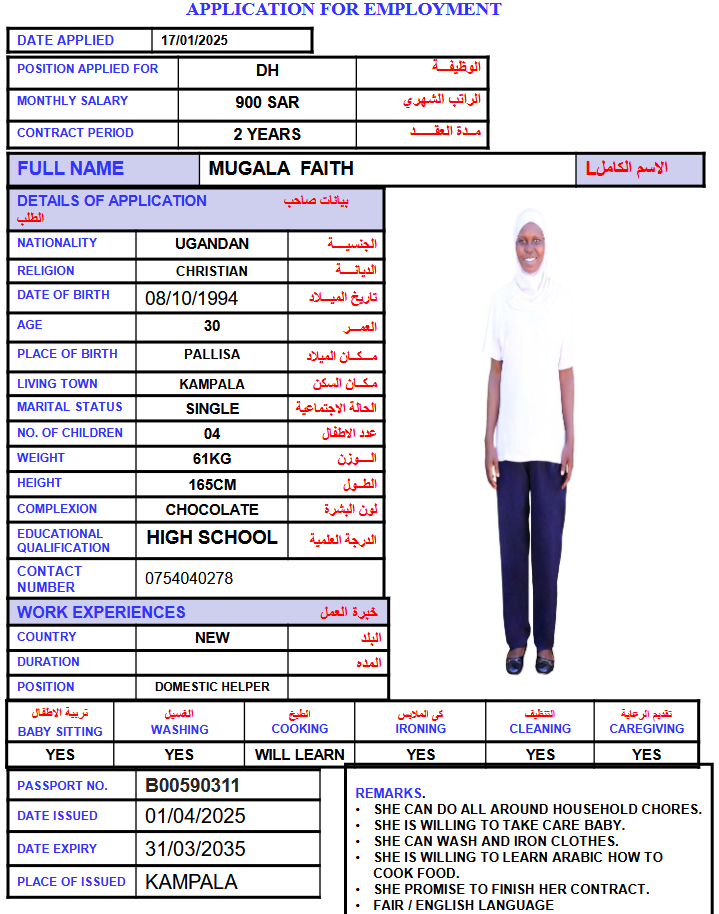 APPLICATION FOR EMPLOYMENT
DATE APPLIED 17/01/2025
POSITION APPLIED FOR DH الوظيفـــة
MONTHLY SALARY 900 SAR الراتب الشهري
CONTRACT PERIOD 2 YEARS مـدة العقـــد
FULL NAME MUGALA FAITH الاسم الكاملL
DETAILS OF APPLICATION بيانات صاحب
الطلب
NATIONALITY UGANDAN الجنسيـــة
RELIGION CHRISTIAN الديانـــة
DATE OF BIRTH 08/10/1994 تاريخ الميـــلاد
AGE 30 العمــر
PLACE OF BIRTH PALLISA مـــكان الميلاد
LIVING TOWN KAMPALA مكــان السكن
MARITAL STATUS SINGLE الحالة الاجتماعية
NO. OF CHILDREN 04 عدد الاطفال
WEIGHT 61KG الـــوزن
HEIGHT 165CM الطــول
COMPLEXION CHOCOLATE لون البشرة
EDUCATIONAL QUALIFICATION HIGH SCHOOL الدرجة العلمية
CONTACT NUMBER 0754040278
WORK EXPERIENCES خبرة العمل
COUNTRY NEW البلد
DURATION المده
POSITION DOMESTIC HELPER
تربية الاطفال الغسيل الطبخ كي الملابس التنظيف تقديم الرعاية
BABY SITTING WASHING COOKING IRONING CLEANING CAREGIVING
YES YES WILL LEARN YES YES YES
PASSPORT NO. B00590311
DATE ISSUED 01/04/2025
DATE EXPIRY 31/03/2035
PLACE OF ISSUED KAMPALA
REMARKS.
• SHE CAN DO ALL AROUND HOUSEHOLD CHORES.
• SHE IS WILLING TO TAKE CARE BABY.
• SHE CAN WASH AND IRON CLOTHES.
• SHE IS WILLING TO LEARN ARABIC HOW TO
COOK FOOD.
• SHE PROMISE TO FINISH HER CONTRACT.
• FAIR / ENGLISH LANGUAGE